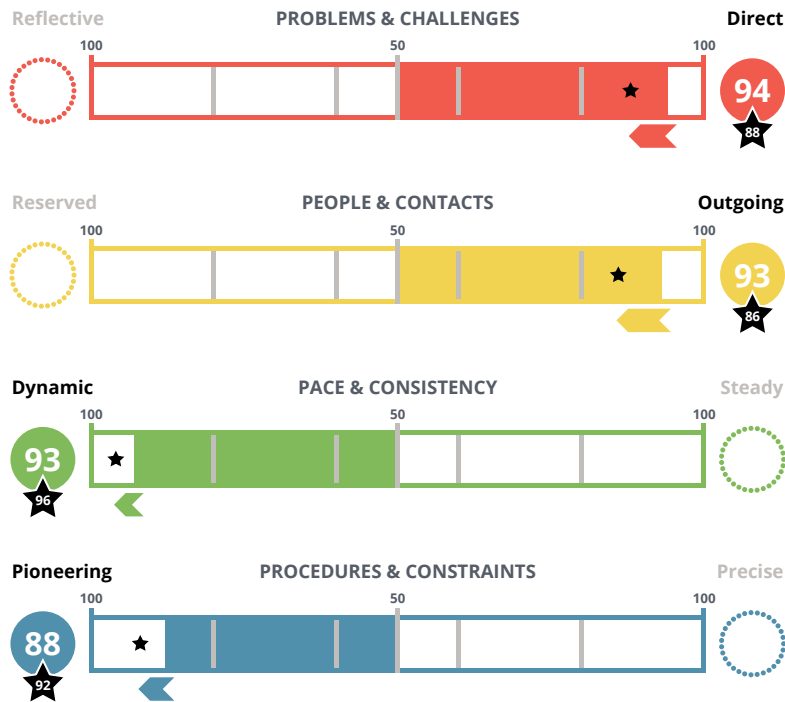 Reflective PROBLEMS & CHALLENGES Direct
100 50 100
94
88
Reserved PEOPLE & CONTACTS Outgoing
100 50 100
93
86
Dynamic PACE & CONSISTENCY Steady
100 50 100
93
96
Pioneering PROCEDURES & CONSTRAINTS Precise
100 50 100
88
92